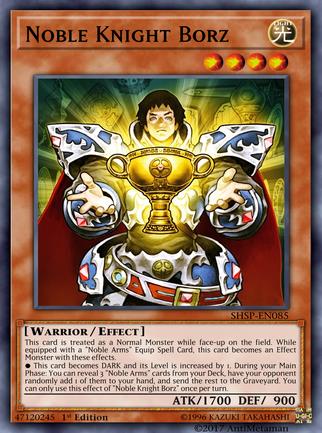 Noble Knight Borz
LIGHT
光
SHSP-EN085
[Warrior / Effect]
This card is treated as a Normal Monster while face-up on the field. While
equipped with a "Noble Arms" Equip Spell Card, this card becomes an Effect
Monster with these effects.
● This card becomes DARK and its Level is increased by 1. During your Main
Phase: You can reveal 3 "Noble Arms" cards from your Deck, have your opponent
randomly add 1 of them to your hand, and send the rest to the Graveyard. You
can only use this effect of "Noble Knight Borz" once per turn.
ATK/1700 DEF/ 900
47120245 1st Edition ©1996 KAZUKI TAKAHASHI
©2017 AntiMetaman